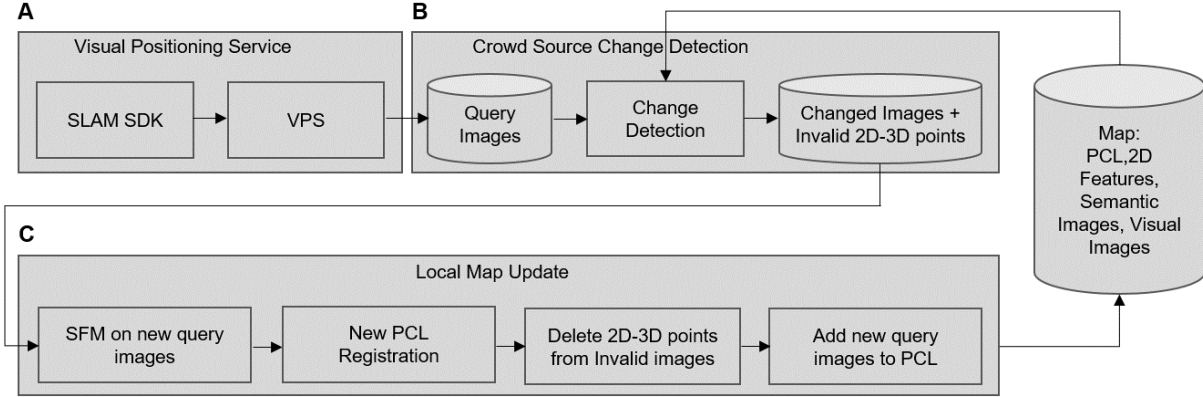 A
Visual Positioning Service
SLAM SDK
VPS
B
Crowd Source Change Detection
Query
Images
Change
Detection
Changed Images +
Invalid 2D-3D points
Map:
PCL,2D
Features,
Semantic
Images, Visual
Images
C
Local Map Update
SFM on new query
images
New PCL
Registration
Delete 2D-3D points
from Invalid images
Add new query
images to PCL